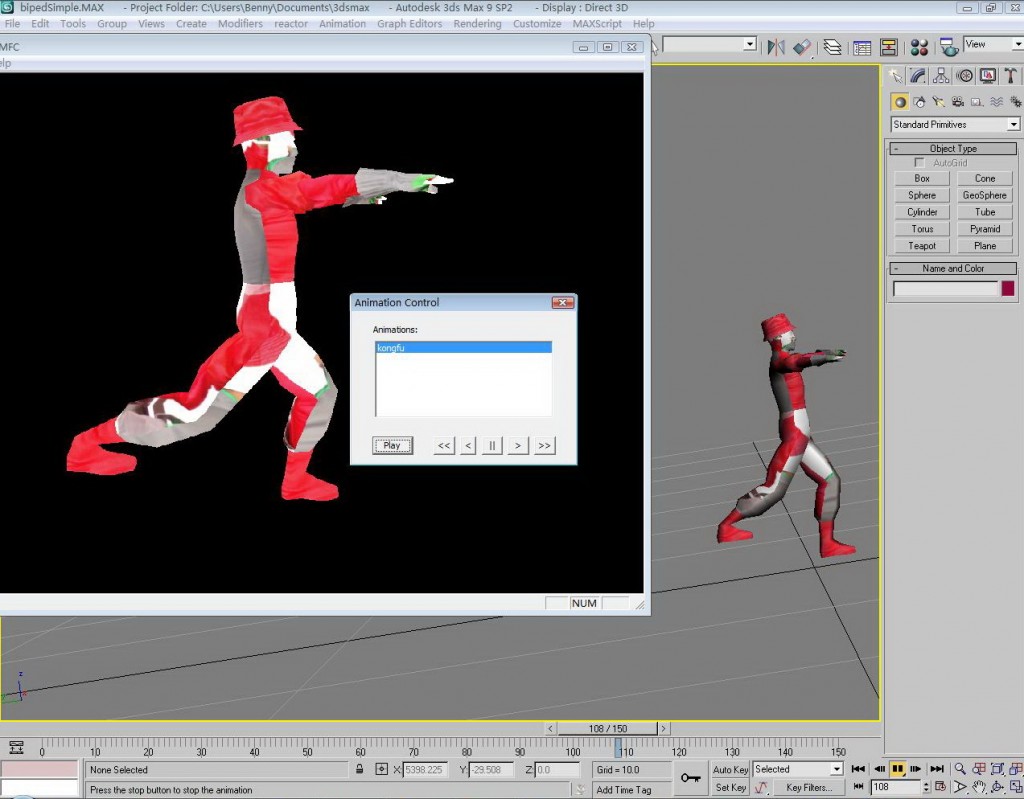 bipedSimple.MAX - Project Folder: C:\Users\Benny\Documents\3dsmax - Autodesk 3ds Max 9 SP2 - Display : Direct 3D
File Edit Tools Group Views Create Modifiers reactor Animation Graph Editors Rendering Customize MAXScript Help
MFC
elp
View
Standard Primitives
- Object Type
AutoGrid
Box Cone
Sphere GeoSphere
Cylinder Tube
Torus Pyramid
Teapot Plane
- Name and Color
Animation Control
Animations:
kongfu
Play << < || > >>
NUM
z
< 108 / 150 >
0 10 20 30 40 50 60 70 80 90 100 110 120 130 140 150
None Selected X: 5398.225 Y: -29.508 Z: 0.0 Grid = 10.0 Auto Key Selected
Press the stop button to stop the animation Add Time Tag Set Key Key Filters... 108